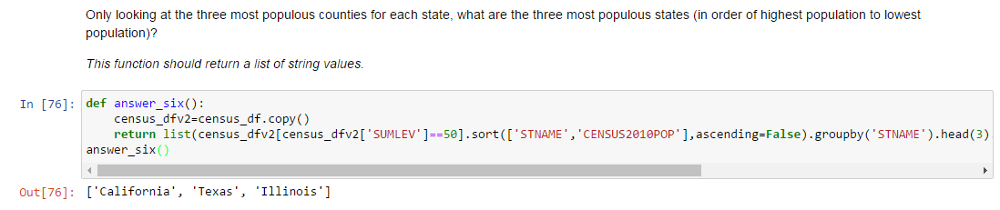 Only looking at the three most populous counties for each state, what are the three most populous states (in order of highest population to lowest
population)?
This function should return a list of string values.
In [76]: def answer_six():
census_dfv2=census_df.copy()
return list(census_dfv2[census_dfv2['SUMLEV']==50].sort(['STNAME','CENSUS2010POP'],ascending=False).groupby('STNAME').head(3)
answer_six()
Out[76]: ['California', 'Texas', 'Illinois']